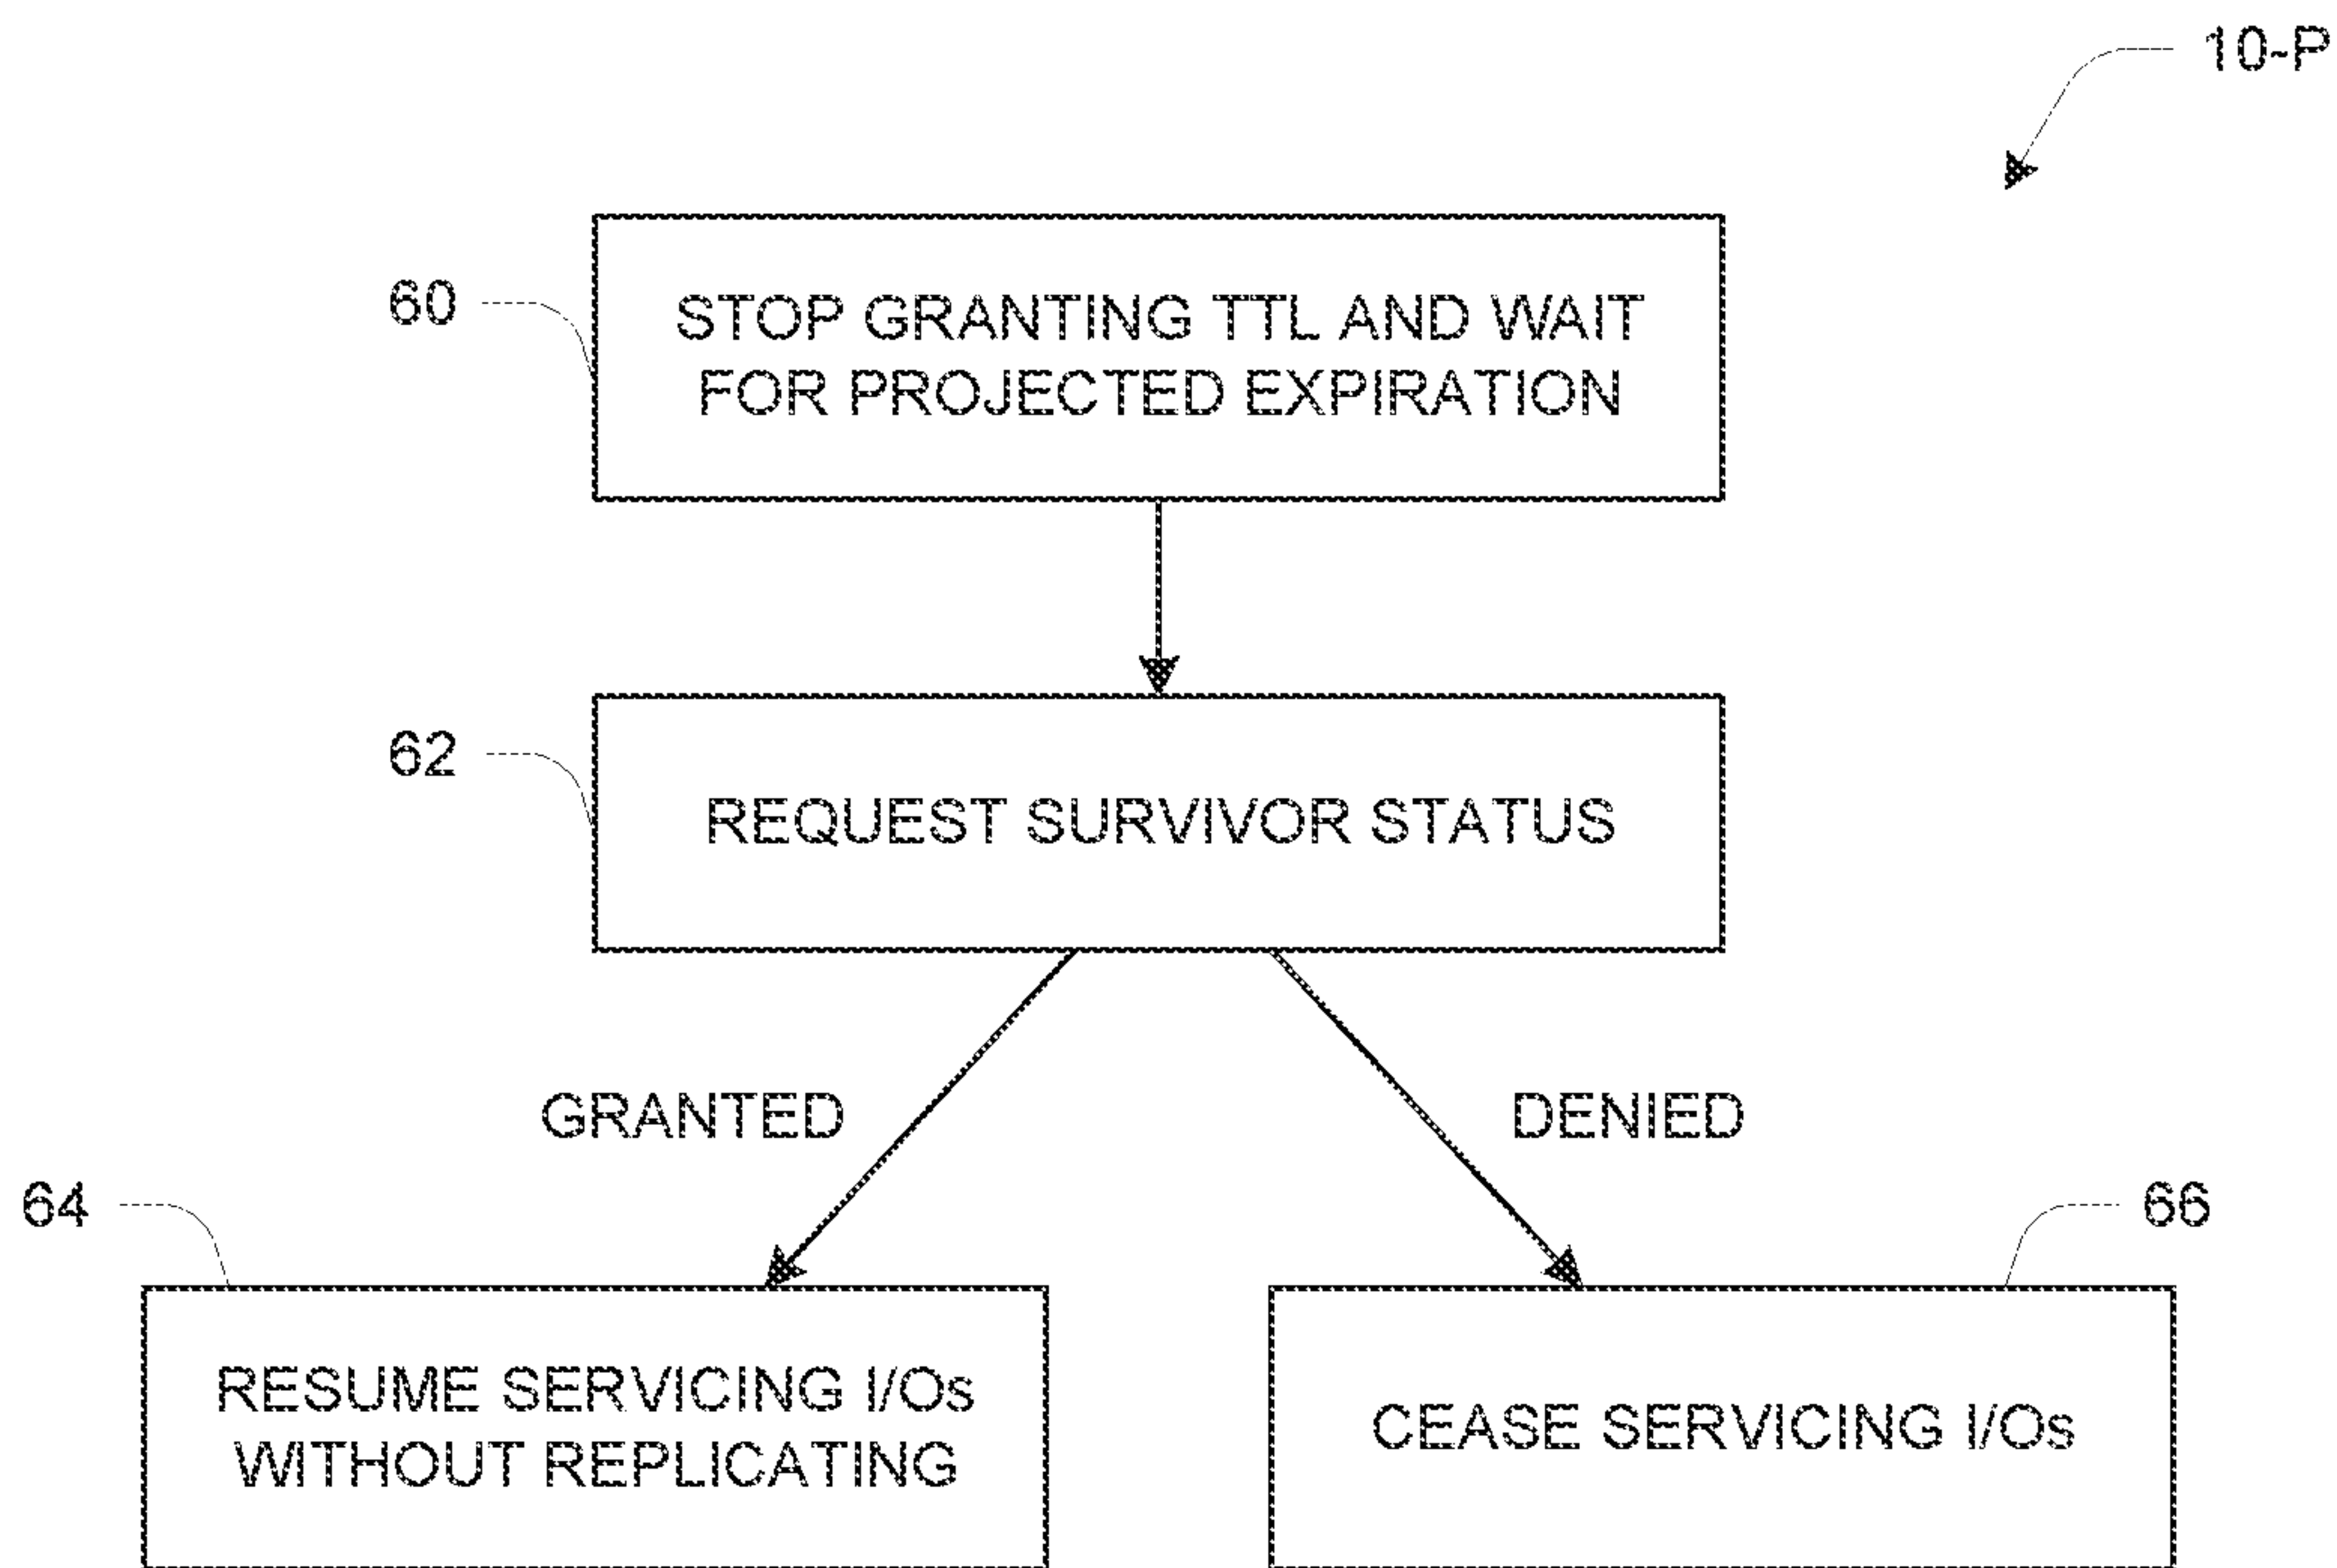 10-P
60
STOP GRANTING TTL AND WAIT
FOR PROJECTED EXPIRATION
62
REQUEST SURVIVOR STATUS
GRANTED
DENIED
64
66
RESUME SERVICING I/Os
WITHOUT REPLICATING
CEASE SERVICING I/Os